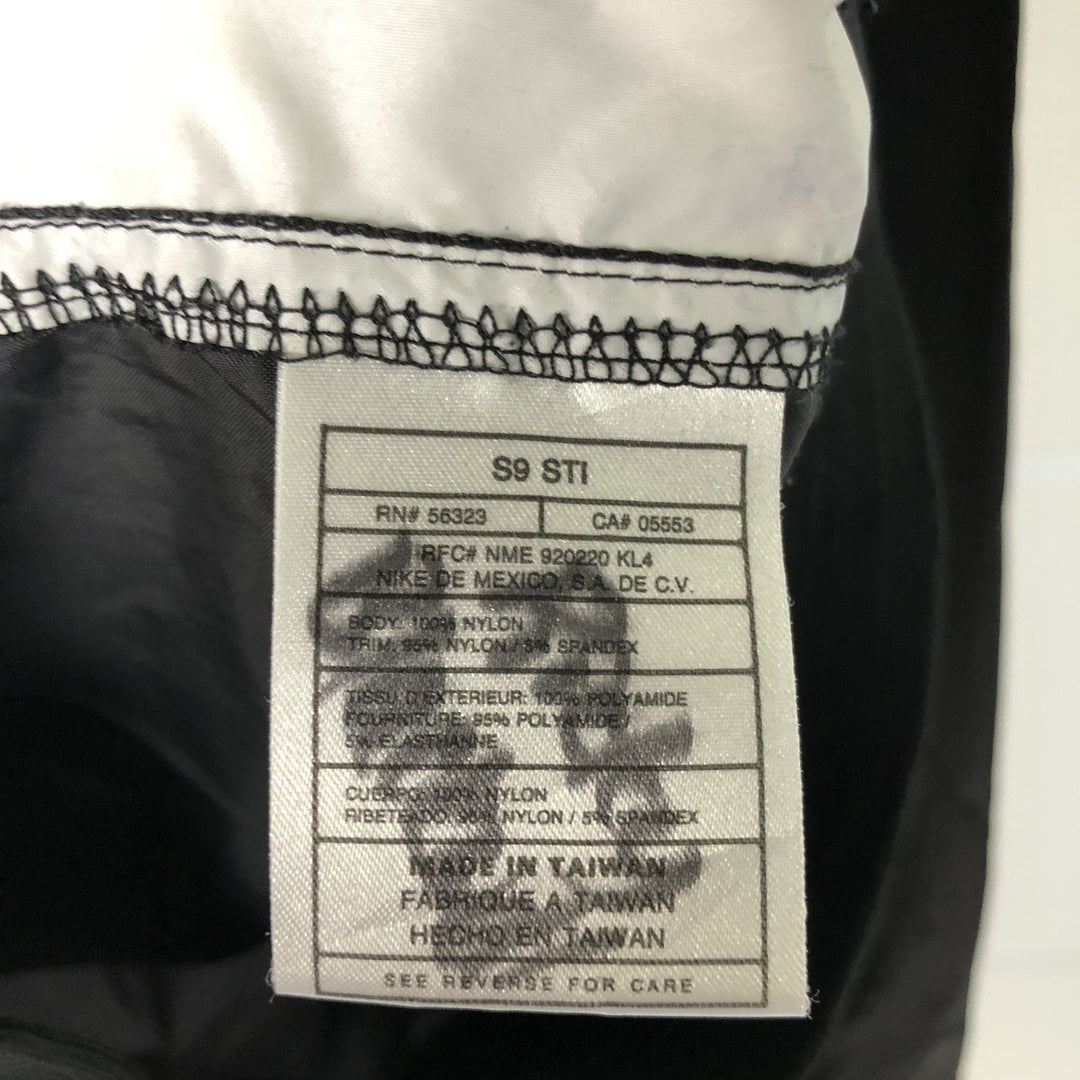 S9 STI
RN# 56323
CA# 05553
RFC# NME 920220 KL4
NIKE DE MEXICO, S.A. DE C.V.
BODY: 100% NYLON
TRIM: 95% NYLON / 5% SPANDEX
TISSU D'EXTERIEUR: 100% POLYAMIDE
FOURNITURE: 95% POLYAMIDE /
5% ELASTHANNE
CUERPO: 100% NYLON
RIBETEADO: 95% NYLON / 5% SPANDEX
MADE IN TAIWAN
FABRIQUE A TAIWAN
HECHO EN TAIWAN
SEE REVERSE FOR CARE